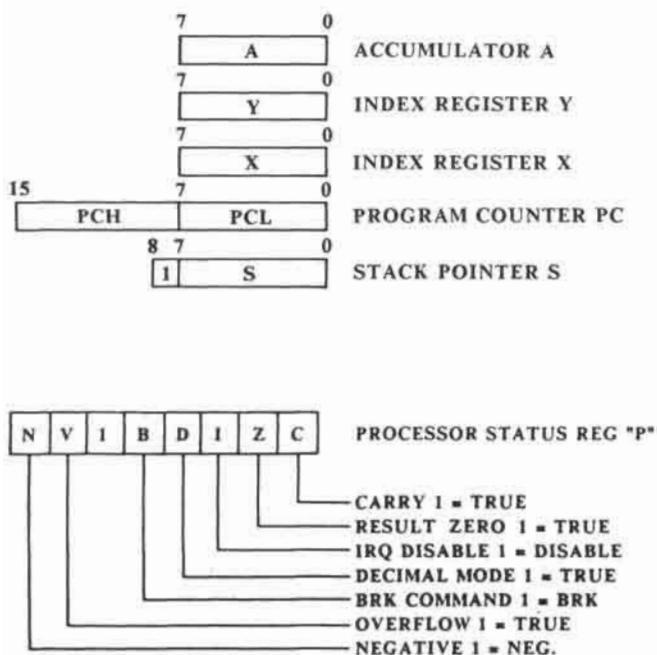 7 0
A ACCUMULATOR A
7 0
Y INDEX REGISTER Y
7 0
X INDEX REGISTER X
15 7 0
PCH PCL PROGRAM COUNTER PC
8 7 0
1 S STACK POINTER S
N V 1 B D I Z C PROCESSOR STATUS REG "P"
CARRY 1 = TRUE
RESULT ZERO 1 = TRUE
IRQ DISABLE 1 = DISABLE
DECIMAL MODE 1 = TRUE
BRK COMMAND 1 = BRK
OVERFLOW 1 = TRUE
NEGATIVE 1 = NEG.